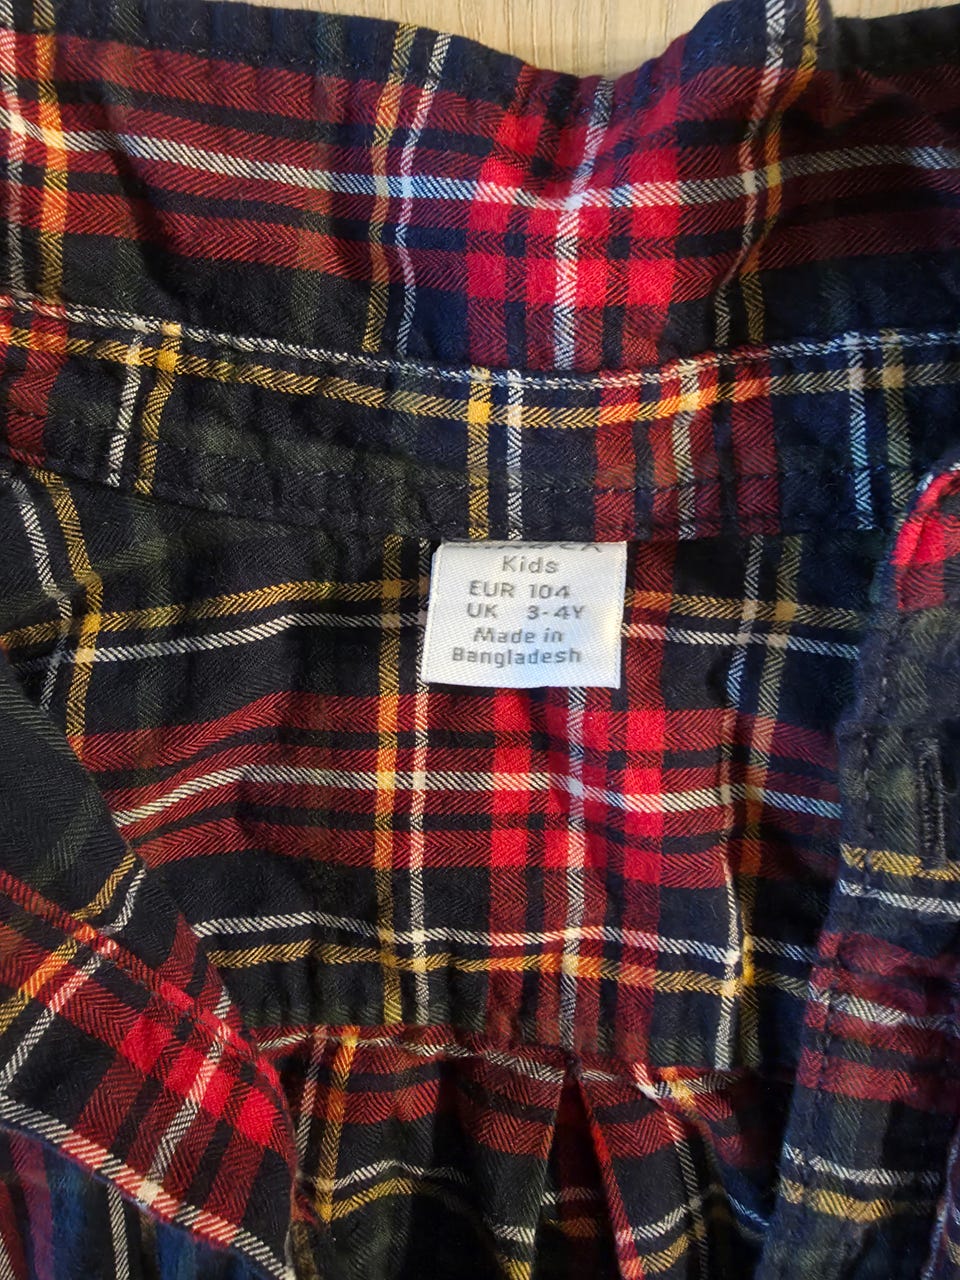 Kids
EUR 104
UK 3-4Y
Made in
Bangladesh